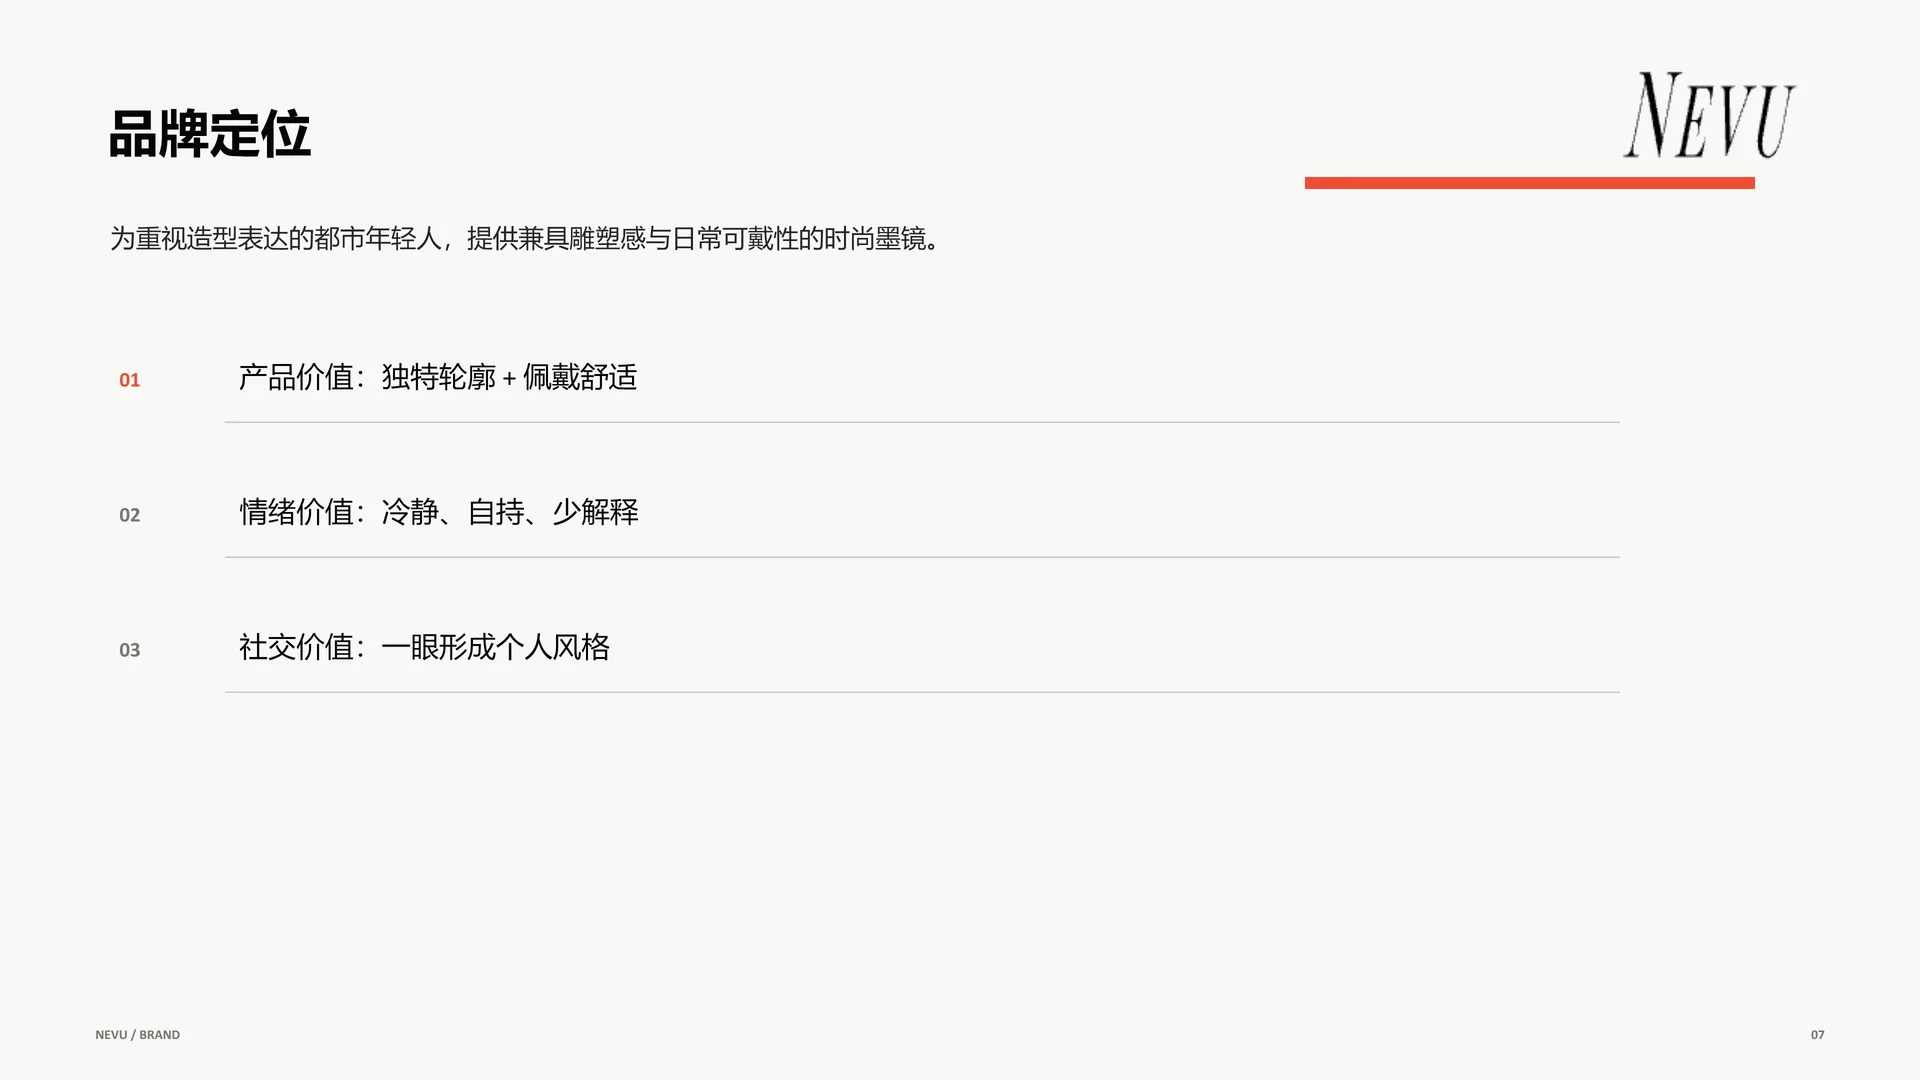 品牌定位
NEVU
为重视造型表达的都市年轻人，提供兼具雕塑感与日常可戴性的时尚墨镜。
01 产品价值：独特轮廓 + 佩戴舒适
02 情绪价值：冷静、自持、少解释
03 社交价值：一眼形成个人风格
NEVU / BRAND
07